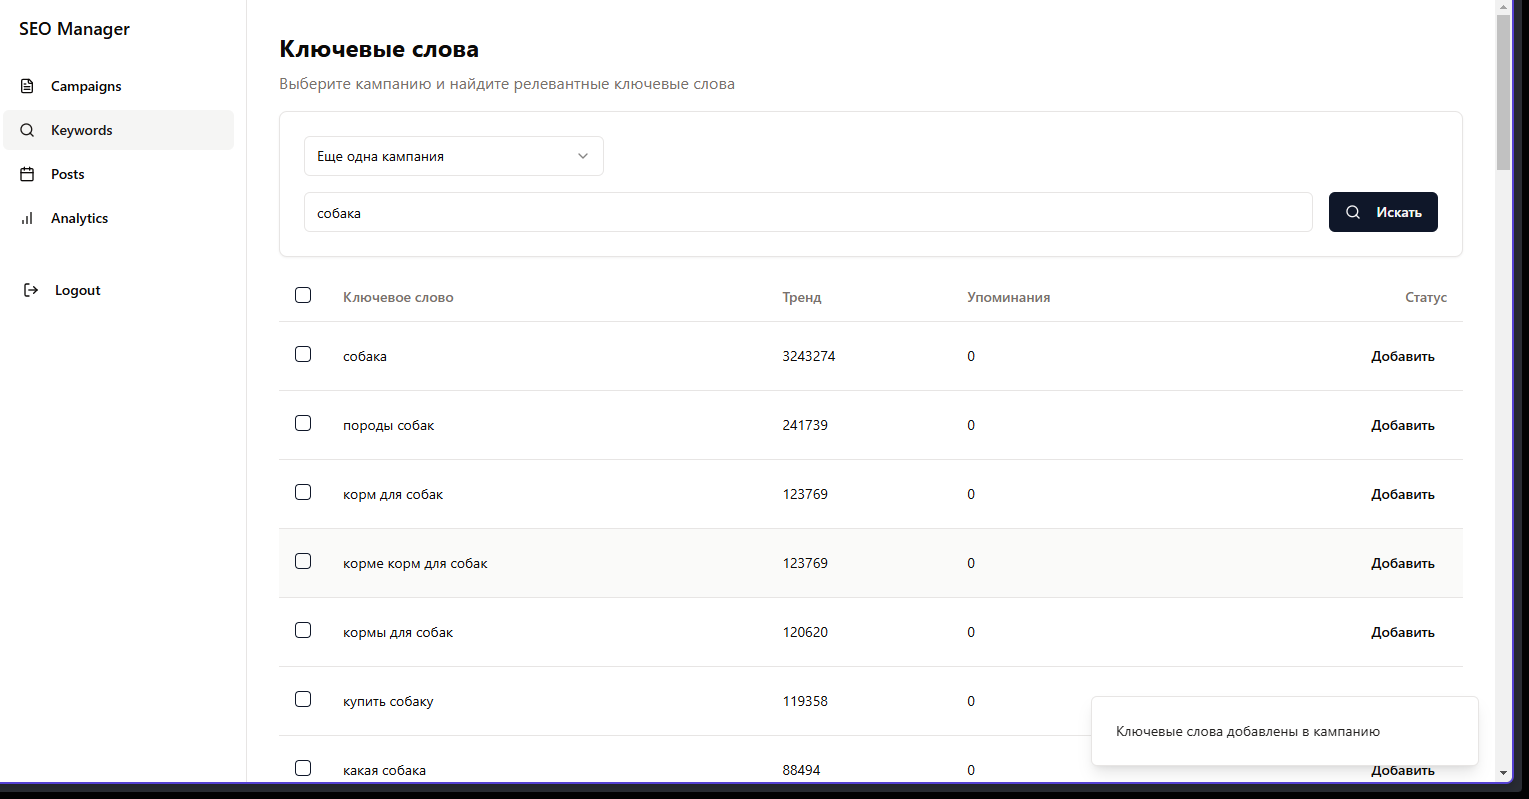 SEO Manager
Campaigns
Keywords
Posts
Analytics
Logout
Ключевые слова
Выберите кампанию и найдите релевантные ключевые слова
Еще одна кампания
собака
Искать
Ключевое слово Тренд Упоминания Статус
собака 3243274 0 Добавить
породы собак 241739 0 Добавить
корм для собак 123769 0 Добавить
корме корм для собак 123769 0 Добавить
кормы для собак 120620 0 Добавить
купить собаку 119358 0
Ключевые слова добавлены в кампанию
какая собака 88494 0 Добавить